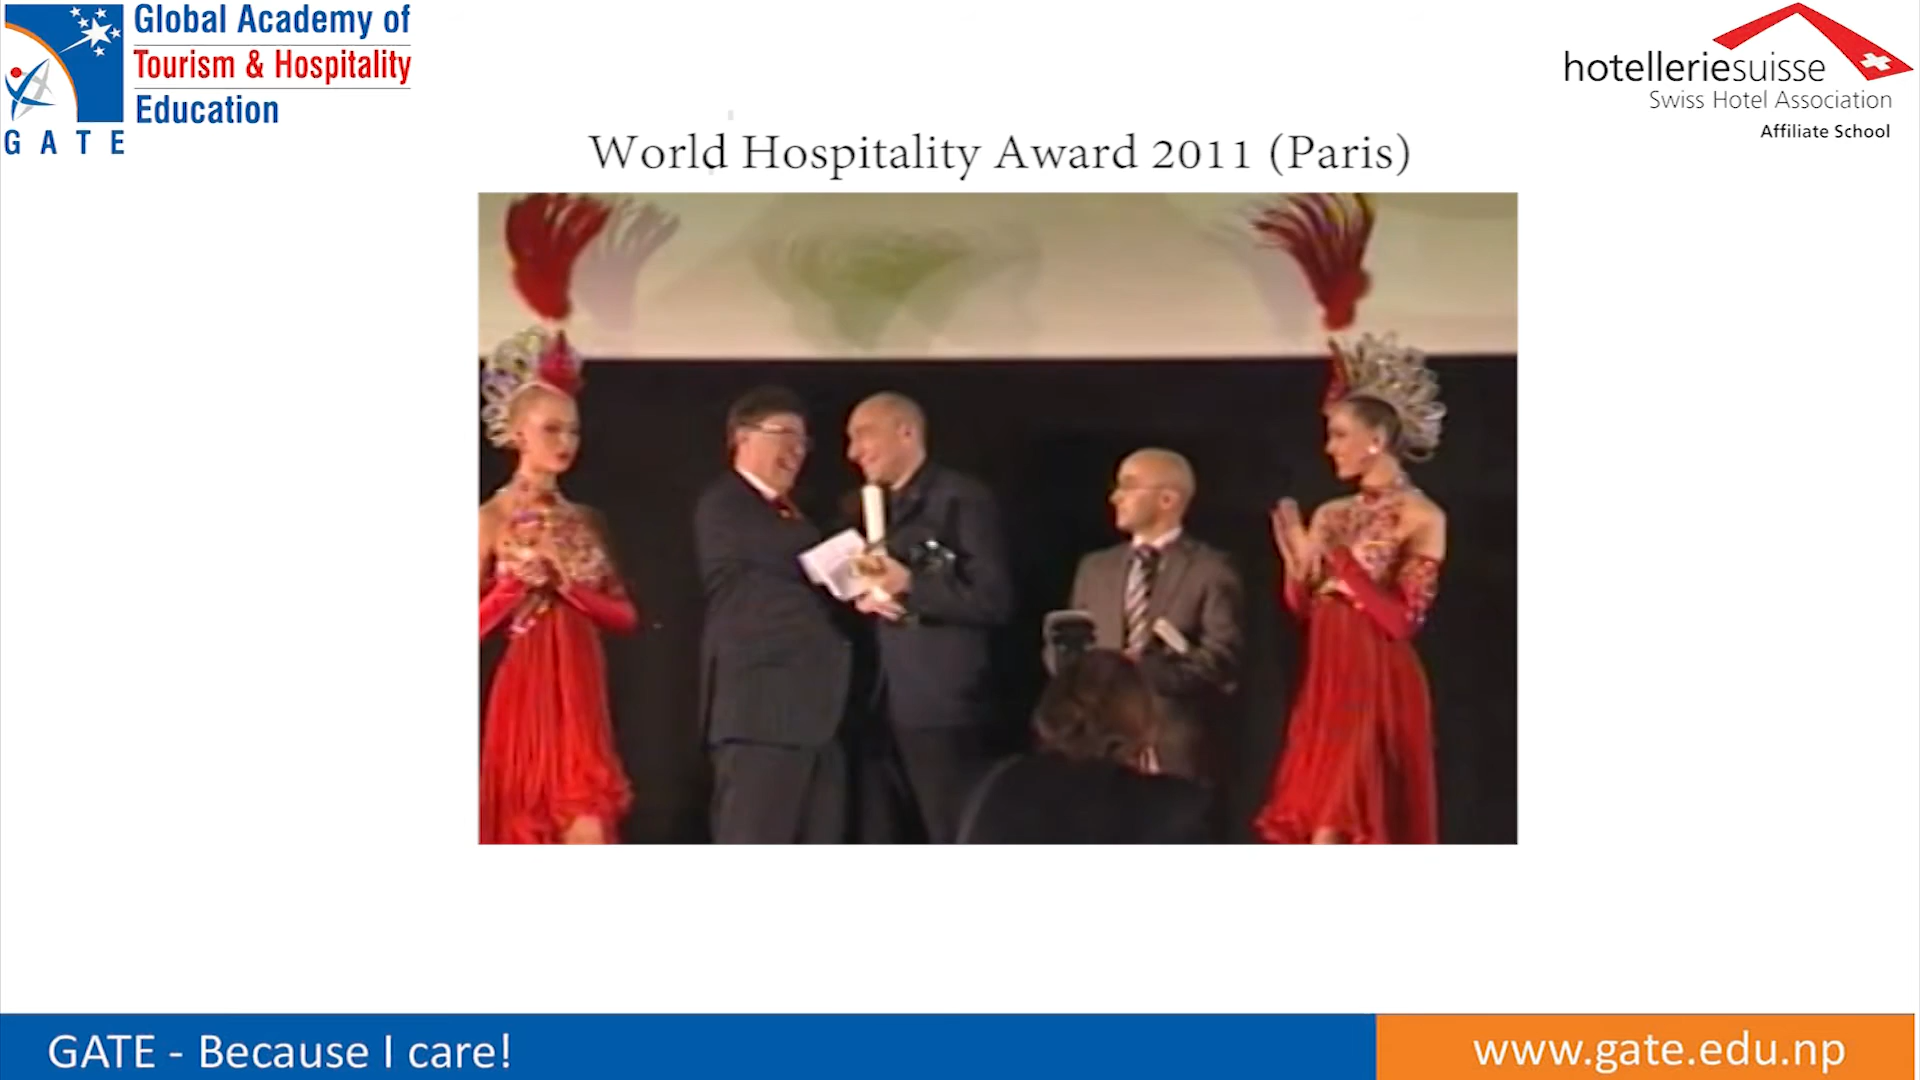 Global Academy of
Tourism & Hospitality
Education
GATE
hotelleriesuisse
Swiss Hotel Association
Affiliate School
World Hospitality Award 2011 (Paris)
GATE - Because I care!
www.gate.edu.np